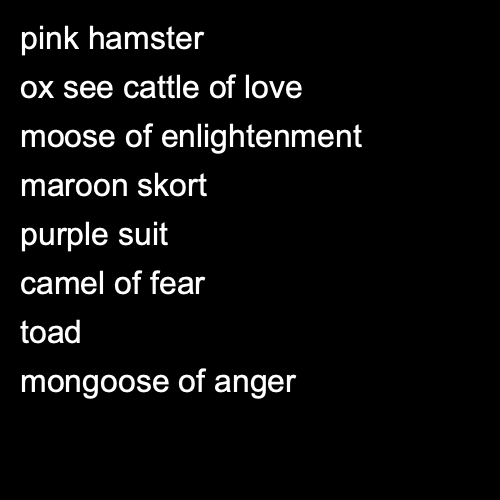 pink hamster
ox see cattle of love
moose of enlightenment
maroon skort
purple suit
camel of fear
toad
mongoose of anger